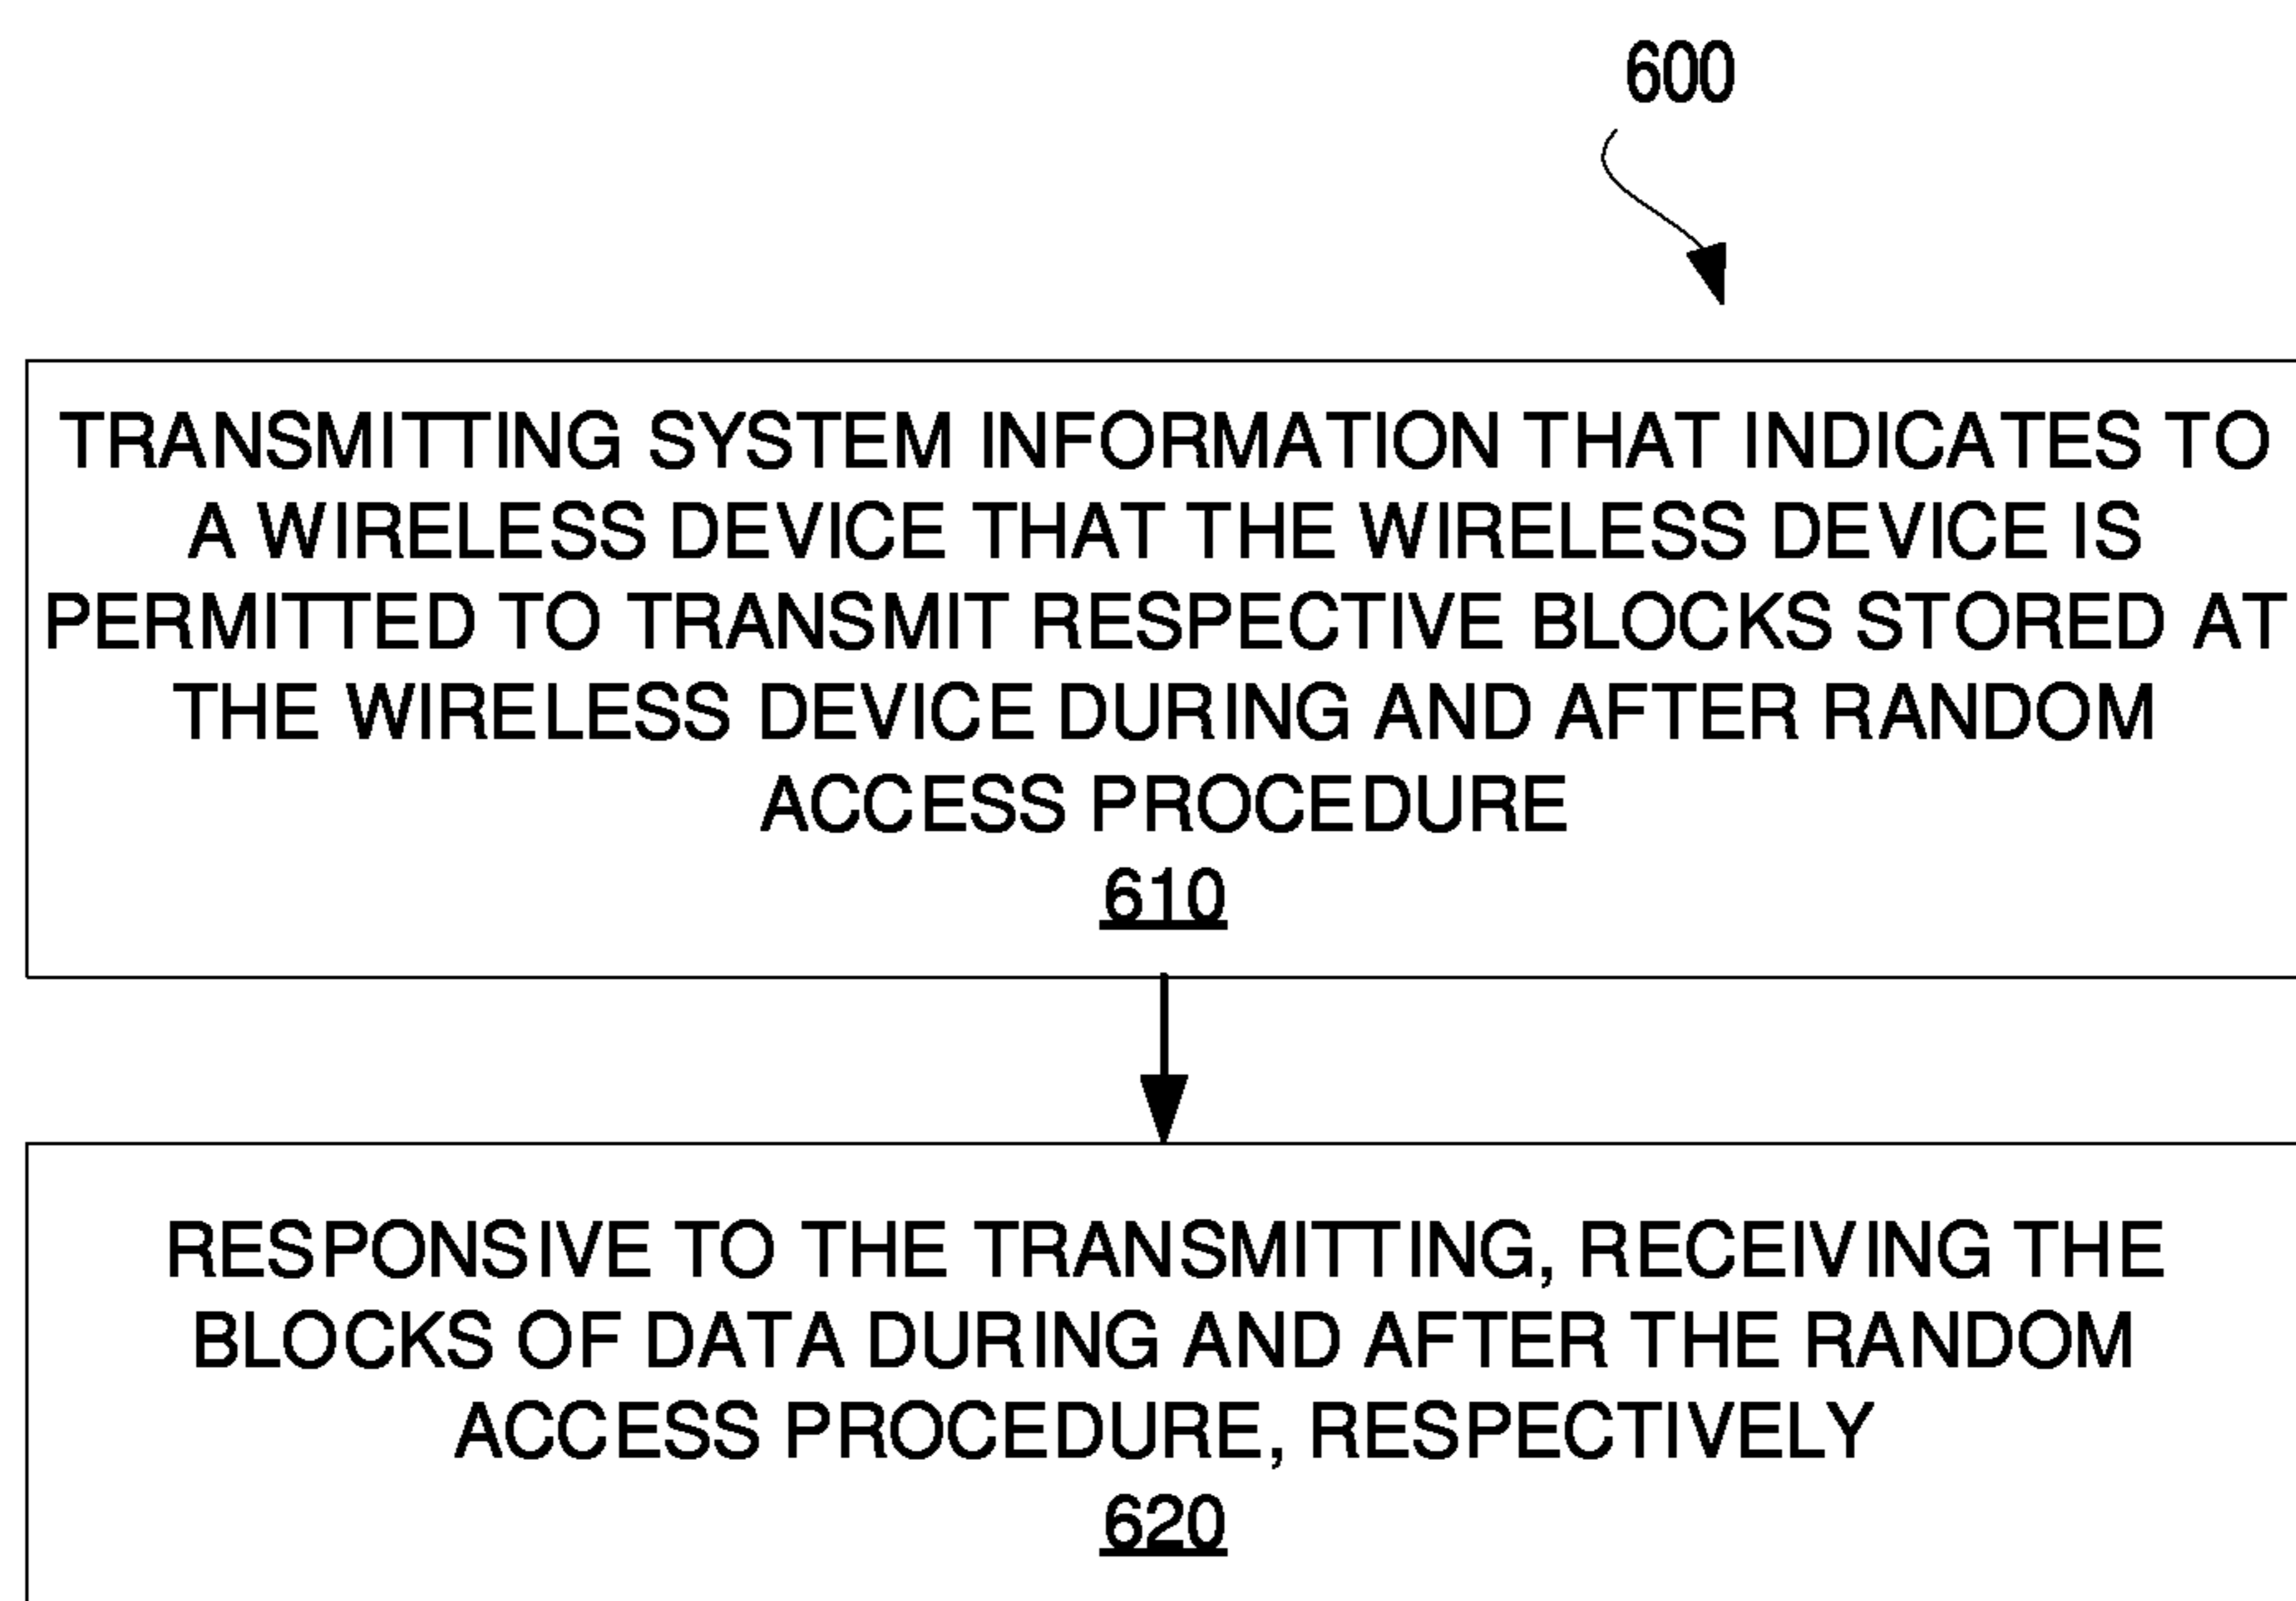 600
TRANSMITTING SYSTEM INFORMATION THAT INDICATES TO
A WIRELESS DEVICE THAT THE WIRELESS DEVICE IS
PERMITTED TO TRANSMIT RESPECTIVE BLOCKS STORED AT
THE WIRELESS DEVICE DURING AND AFTER RANDOM
ACCESS PROCEDURE
610
RESPONSIVE TO THE TRANSMITTING, RECEIVING THE
BLOCKS OF DATA DURING AND AFTER THE RANDOM
ACCESS PROCEDURE, RESPECTIVELY
620